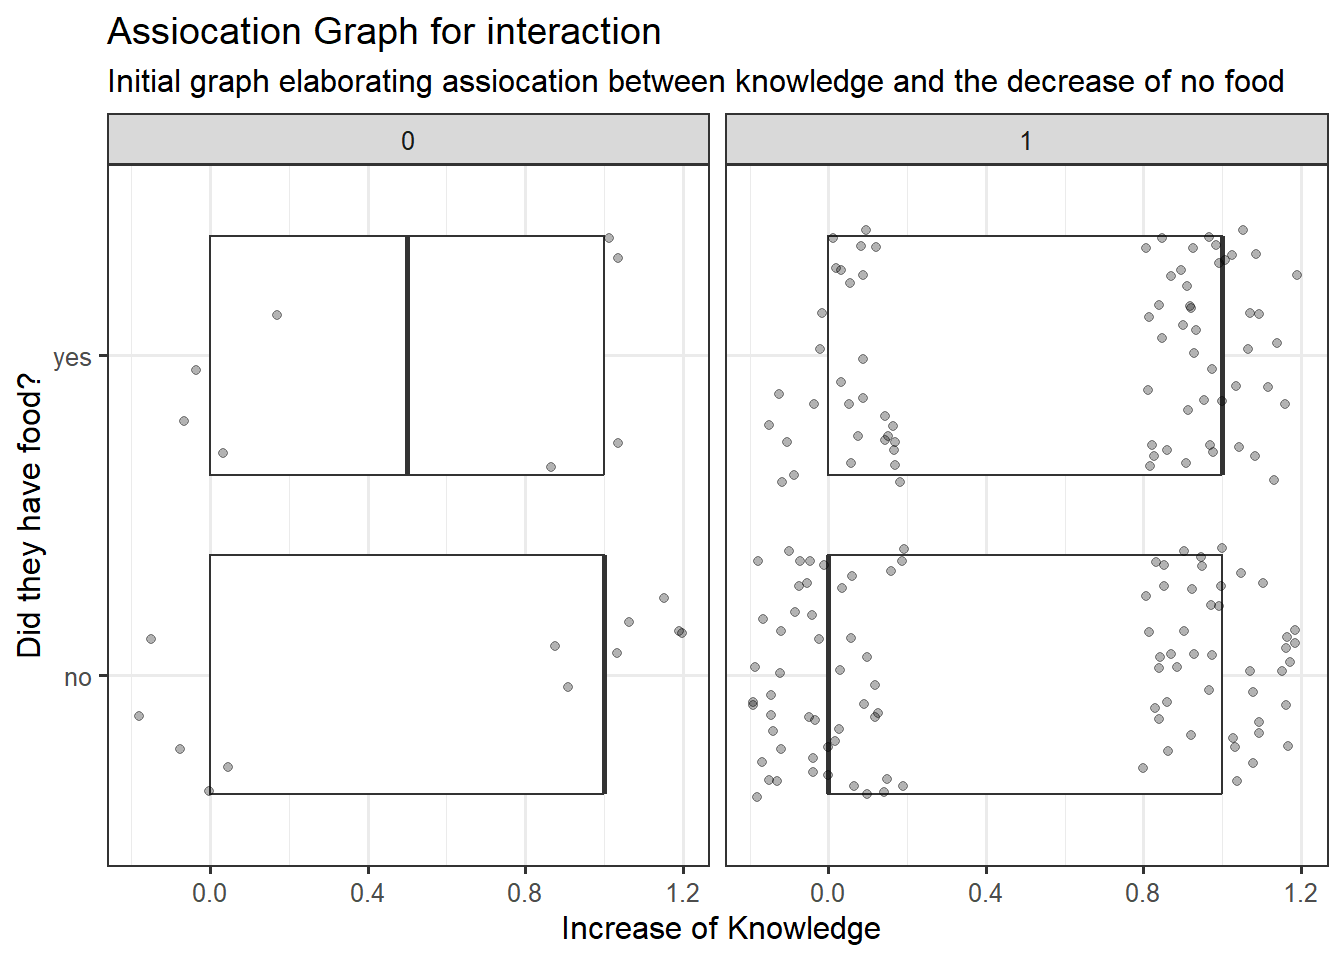 Assiocation Graph for interaction
Initial graph elaborating assiocation between knowledge and the decrease of no food
0
1
Did they have food?
yes
no
0.0 0.4 0.8 1.2
0.0 0.4 0.8 1.2
Increase of Knowledge